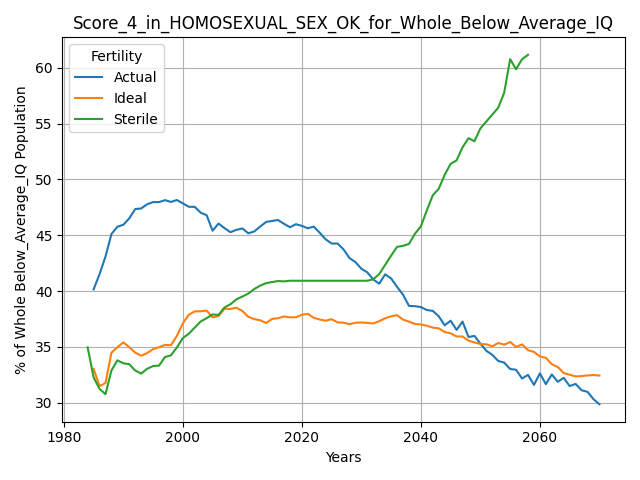 Score_4_in_HOMOSEXUAL_SEX_OK_for_Whole_Below_Average_IQ
Fertility
Actual
Ideal
Sterile
% of Whole Below_Average_IQ Population
60
55
50
45
40
35
30
1980
2000
2020
2040
2060
Years